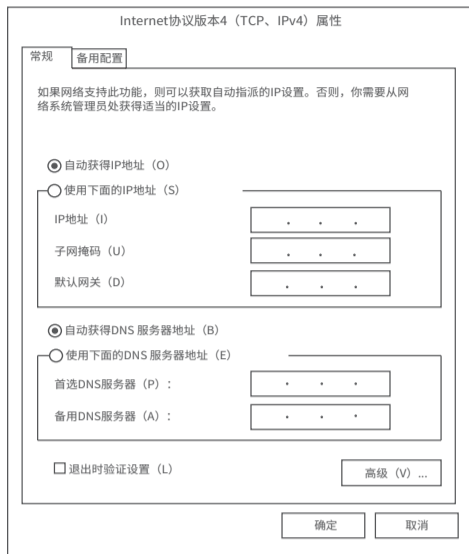 Internet协议版本4（TCP、IPv4）属性
常规
备用配置
如果网络支持此功能，则可以获取自动指派的IP设置。否则，你需要从网
络系统管理员处获得适当的IP设置。
自动获得IP地址（O）
使用下面的IP地址（S）
IP地址（I）
子网掩码（U）
默认网关（D）
自动获得DNS 服务器地址（B）
使用下面的DNS 服务器地址（E）
首选DNS服务器（P）：
备用DNS服务器（A）：
退出时验证设置（L）
高级（V）...
确定
取消